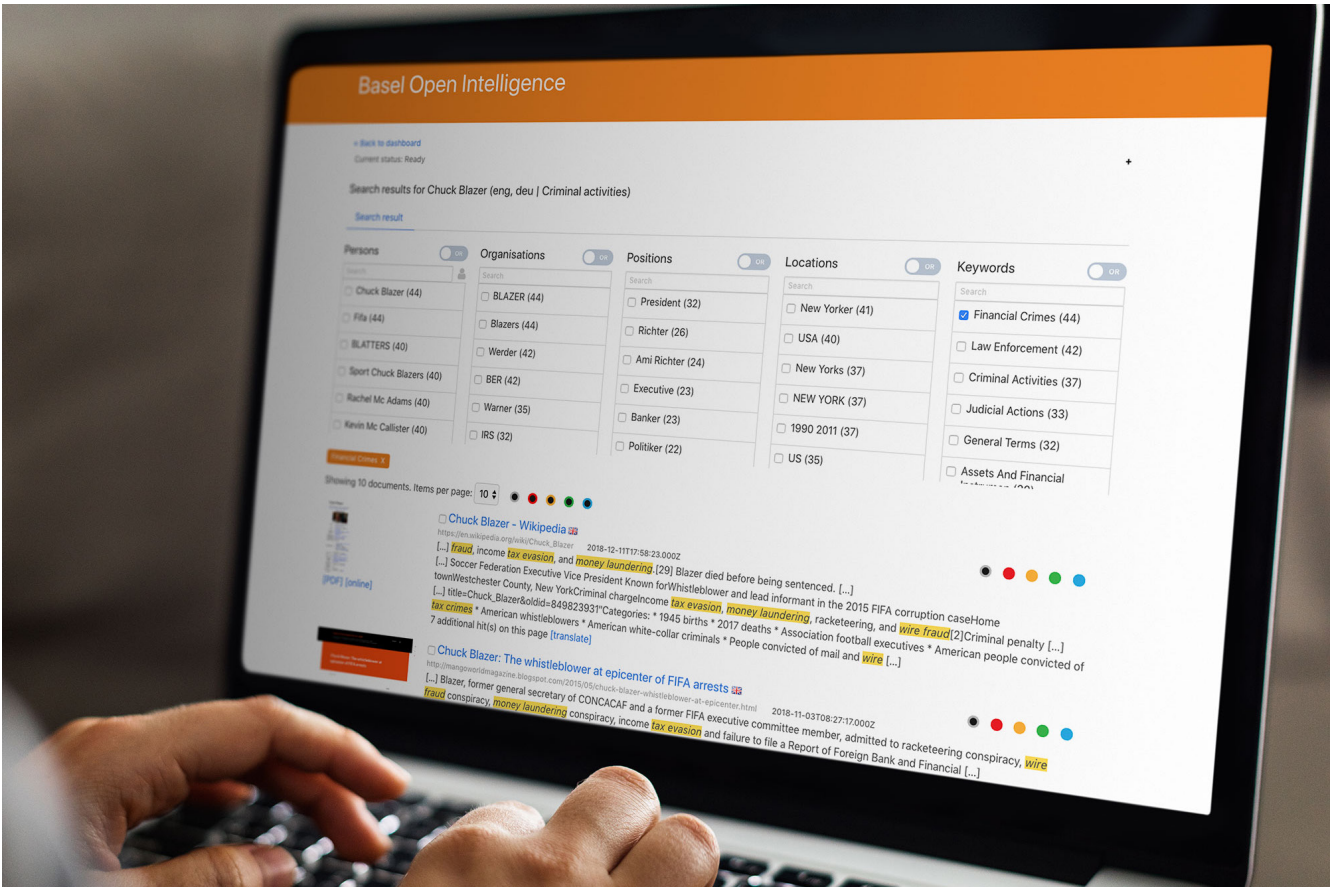 Basel Open Intelligence
« Back to dashboard
Current status: Ready
+
Search results for Chuck Blazer (eng, deu | Criminal activities)
Search result
Persons OR
Search
Chuck Blazer (44)
Fifa (44)
BLATTERS (40)
Sport Chuck Blazers (40)
Rachel Mc Adams (40)
Kevin Mc Callister (40)
Organisations OR
Search
BLAZER (44)
Blazers (44)
Werder (42)
BER (42)
Warner (35)
IRS (32)
Positions OR
Search
President (32)
Richter (26)
Ami Richter (24)
Executive (23)
Banker (23)
Politiker (22)
Locations OR
Search
New Yorker (41)
USA (40)
New Yorks (37)
NEW YORK (37)
1990 2011 (37)
US (35)
Keywords OR
Search
Financial Crimes (44)
Law Enforcement (42)
Criminal Activities (37)
Judicial Actions (33)
General Terms (32)
Assets And Financial
Financial Crimes X
Showing 10 documents. Items per page: 10
[PDF] [online]
Chuck Blazer - Wikipedia
https://en.wikipedia.org/wiki/Chuck_Blazer 2018-12-11T17:58:23.000Z
[...] fraud, income tax evasion, and money laundering.[29] Blazer died before being sentenced. [...]
[...] Soccer Federation Executive Vice President Known forWhistleblower and lead informant in the 2015 FIFA corruption caseHome
townWestchester County, New YorkCriminal chargeIncome tax evasion, money laundering, racketeering, and wire fraud[2]Criminal penalty [...]
[...] title=Chuck_Blazer&oldid=849823931"Categories: * 1945 births * 2017 deaths * Association football executives * American people convicted of
tax crimes * American whistleblowers * American white-collar criminals * People convicted of mail and wire [...]
7 additional hit(s) on this page [translate]
Chuck Blazer: The whistleblower at epicenter of FIFA arrests
http://mangoworldmagazine.blogspot.com/2015/05/chuck-blazer-whistleblower-at-epicenter.html 2018-11-03T08:27:17.000Z
[...] Blazer, former general secretary of CONCACAF and a former FIFA executive committee member, admitted to racketeering conspiracy, wire
fraud conspiracy, money laundering conspiracy, income tax evasion and failure to file a Report of Foreign Bank and Financial [...]